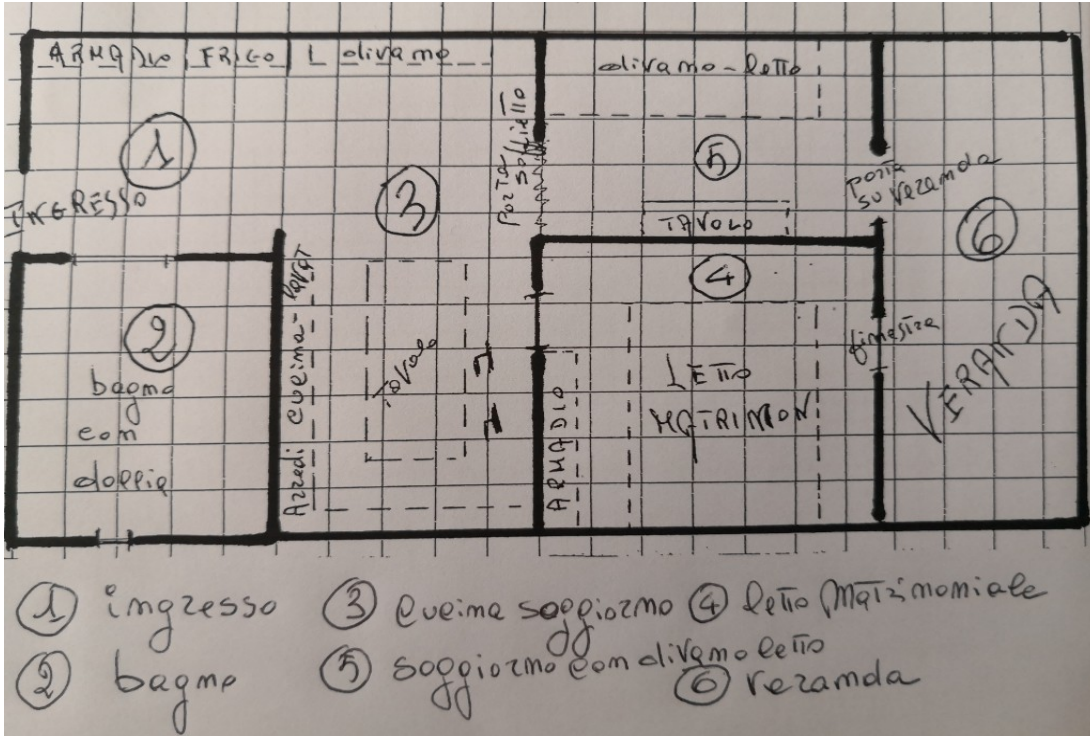 ARMADIO FRIGO divano
divano-letto
1
INGRESSO
3
PORTA
SOFFIETTO
5
TAVOLO
porta
su veranda
6
2
bagno
con
doccia
Arredi cucina-
Tavolo
4
LETTO
MATRIMON
ARMADIO
finestra
VERANDA
1 ingresso 3 cucina soggiorno 4 letto matrimoniale
2 bagno 5 soggiorno con divano letto
6 veranda